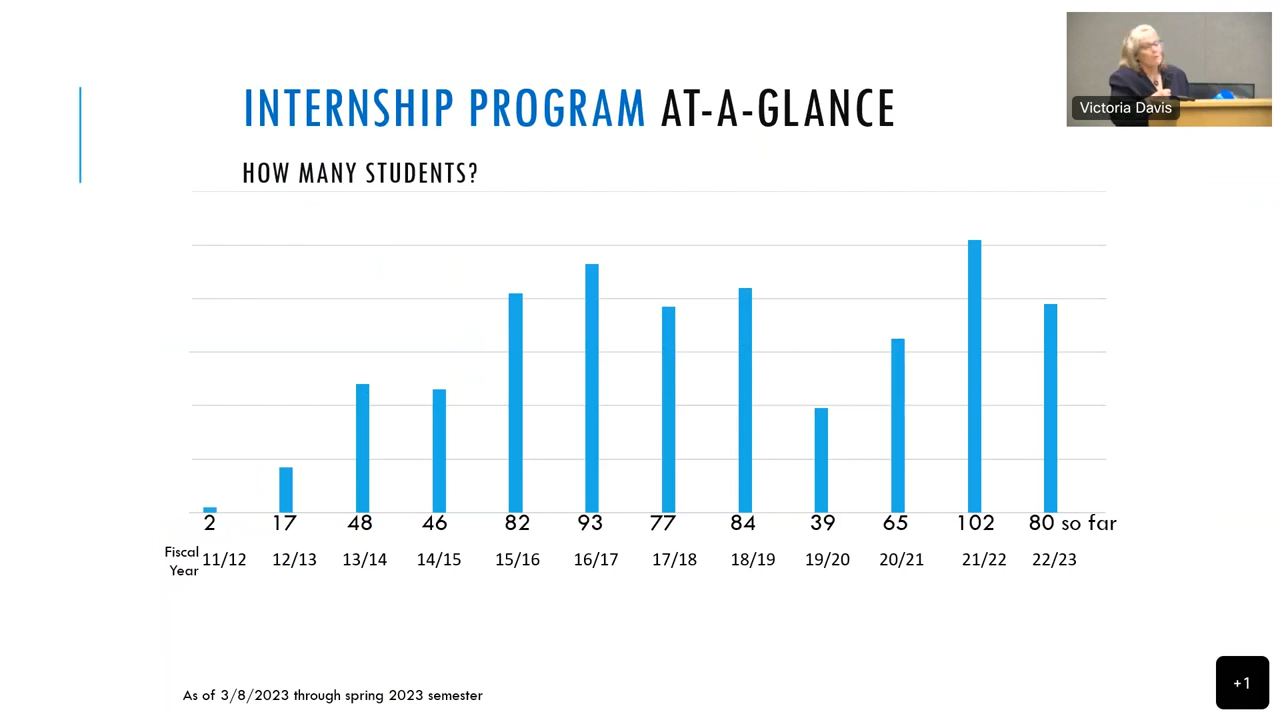 Victoria Davis
INTERNSHIP PROGRAM AT-A-GLANCE
HOW MANY STUDENTS?
2 17 48 46 82 93 77 84 39 65 102 80 so far
Fiscal Year 11/12 12/13 13/14 14/15 15/16 16/17 17/18 18/19 19/20 20/21 21/22 22/23
As of 3/8/2023 through spring 2023 semester
+1